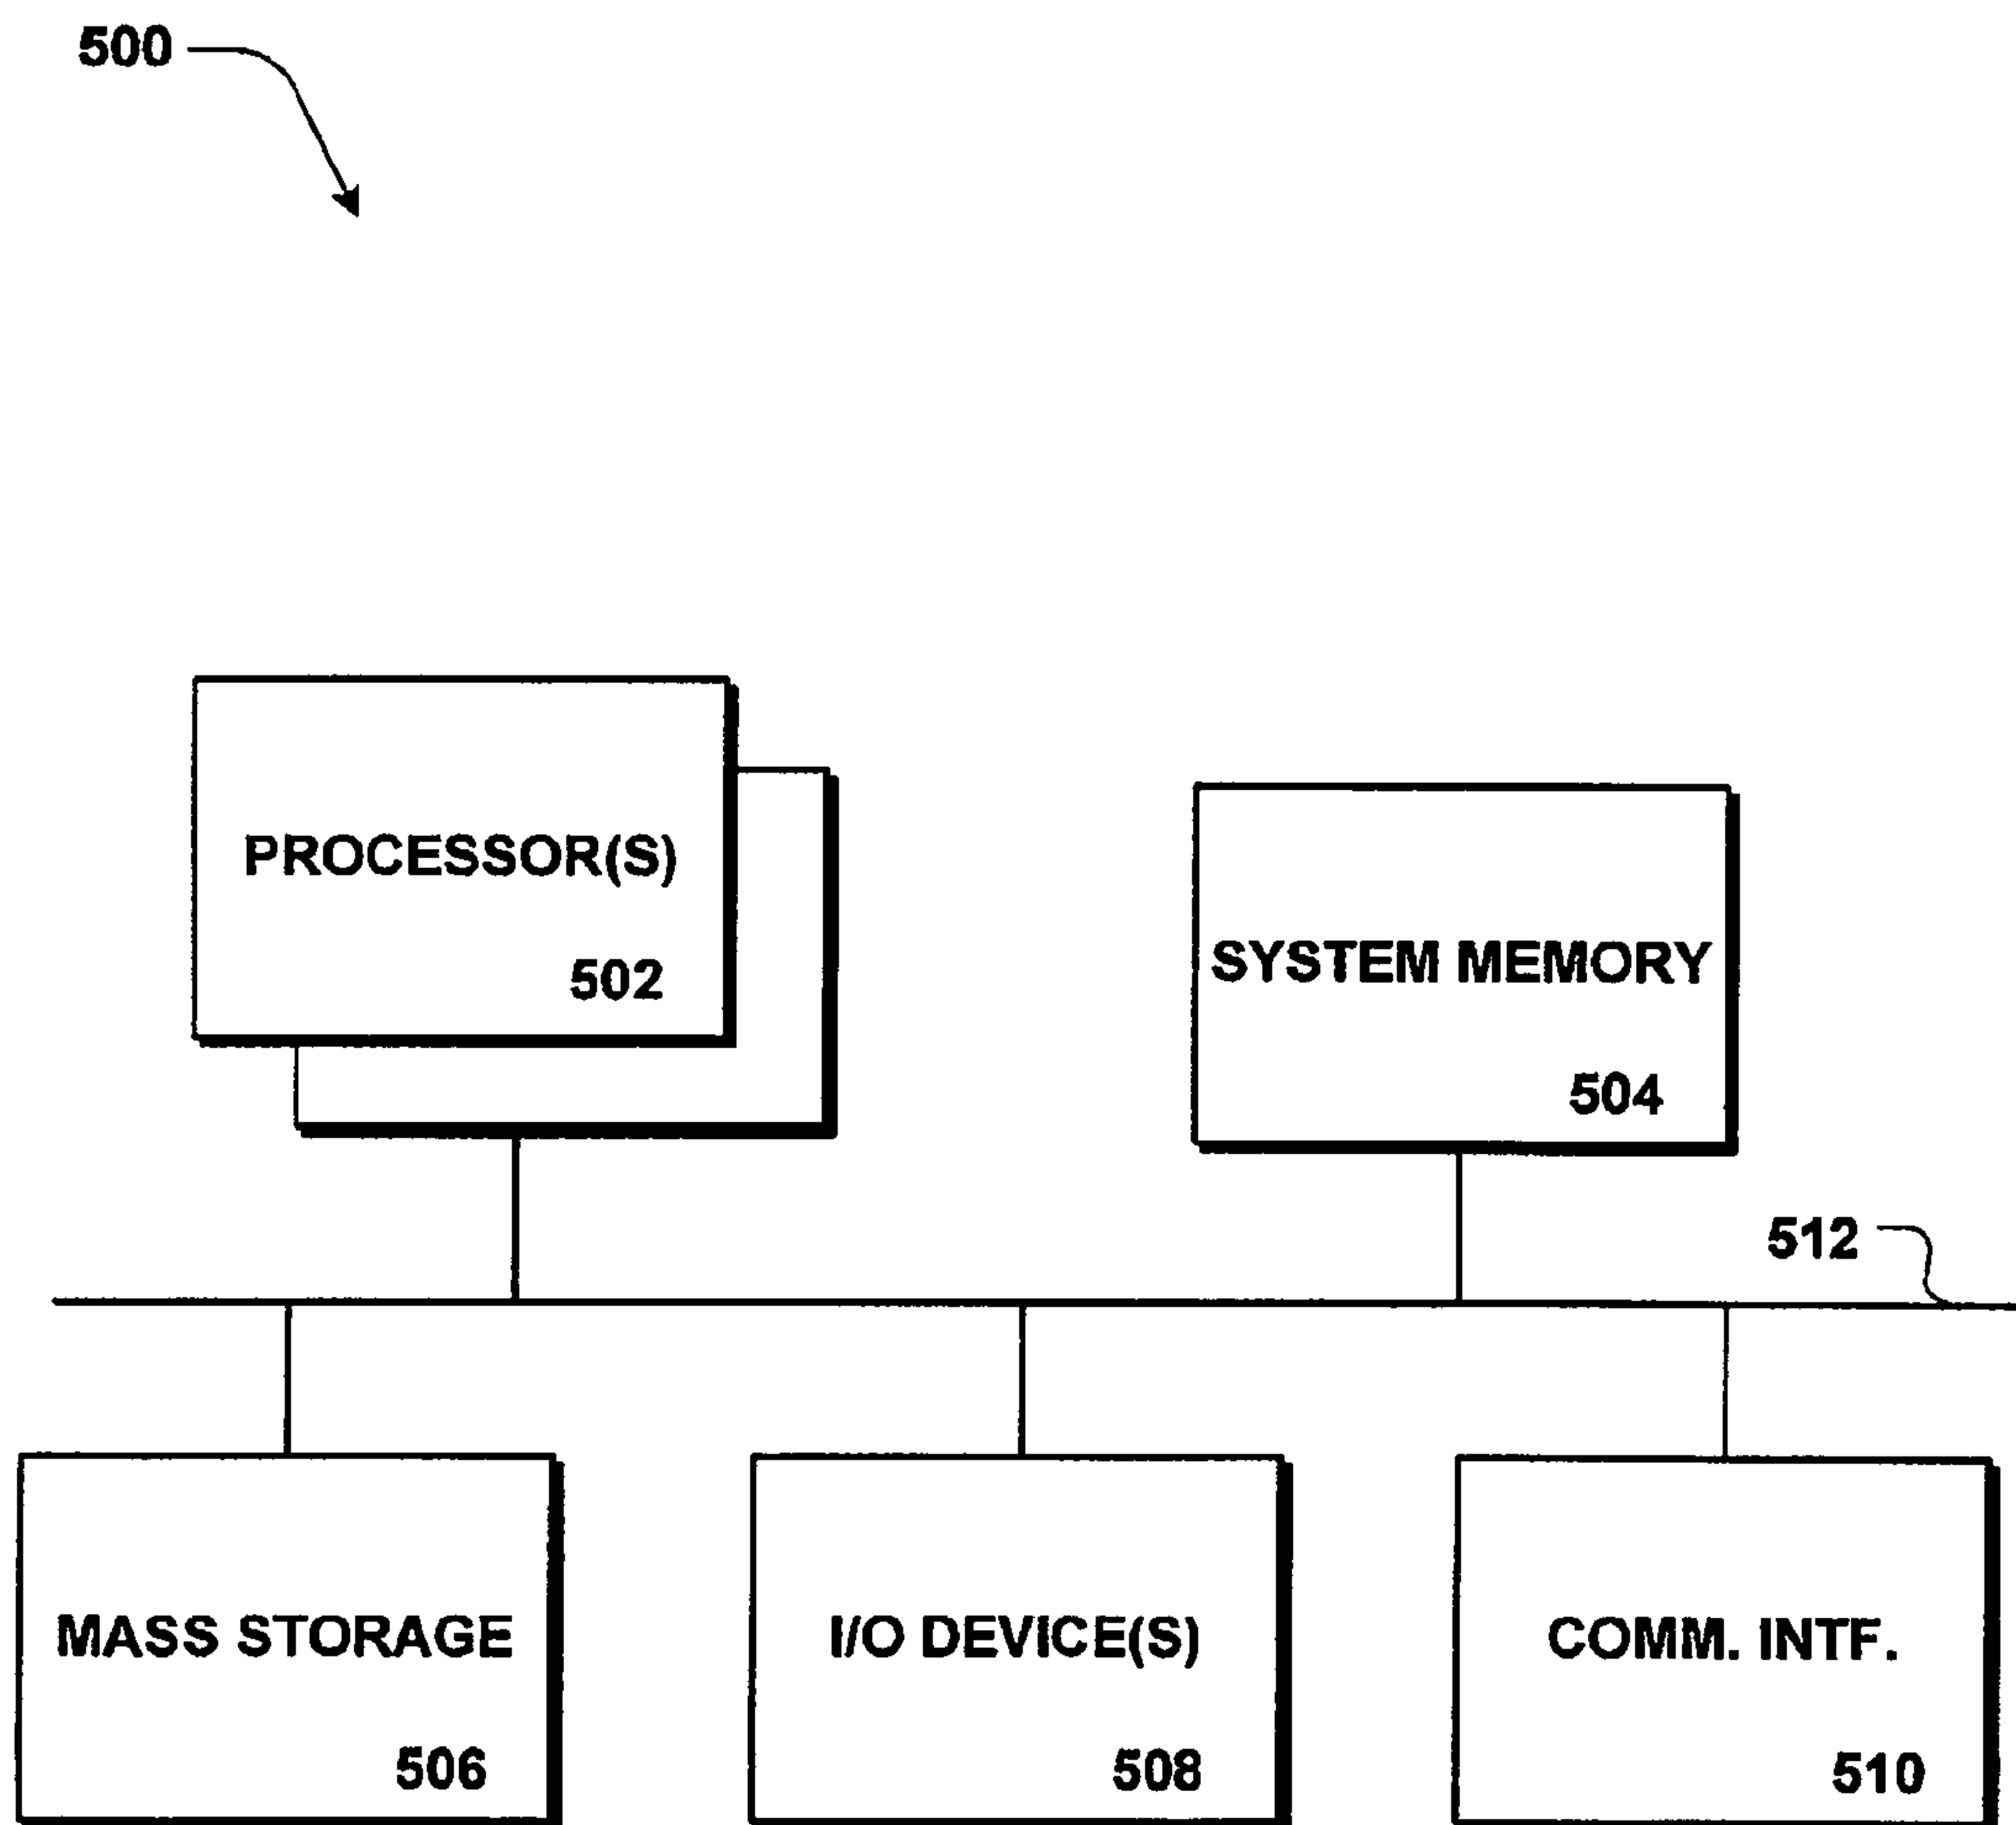 500
PROCESSOR(S)
502
SYSTEM MEMORY
504
512
MASS STORAGE
506
I/O DEVICE(S)
508
COMM. INTF.
510